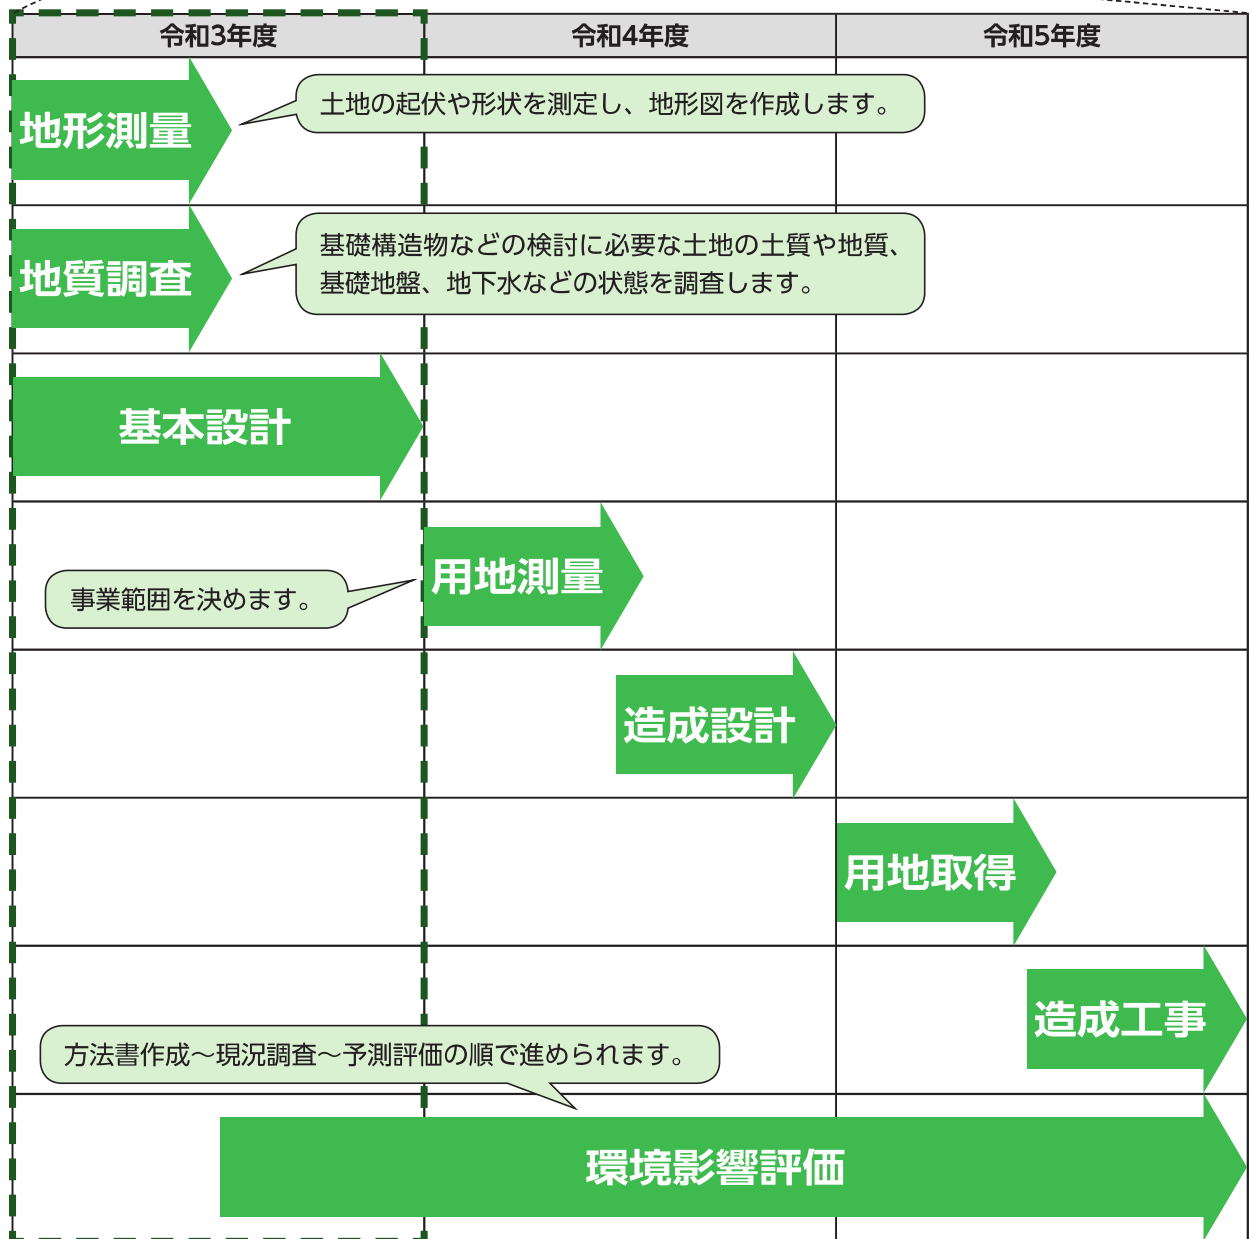 令和3年度
令和4年度
令和5年度
地形測量
土地の起伏や形状を測定し、地形図を作成します。
地質調査
基礎構造物などの検討に必要な土地の土質や地質、
基礎地盤、地下水などの状態を調査します。
基本設計
用地測量
事業範囲を決めます。
造成設計
用地取得
造成工事
方法書作成～現況調査～予測評価の順で進められます。
環境影響評価